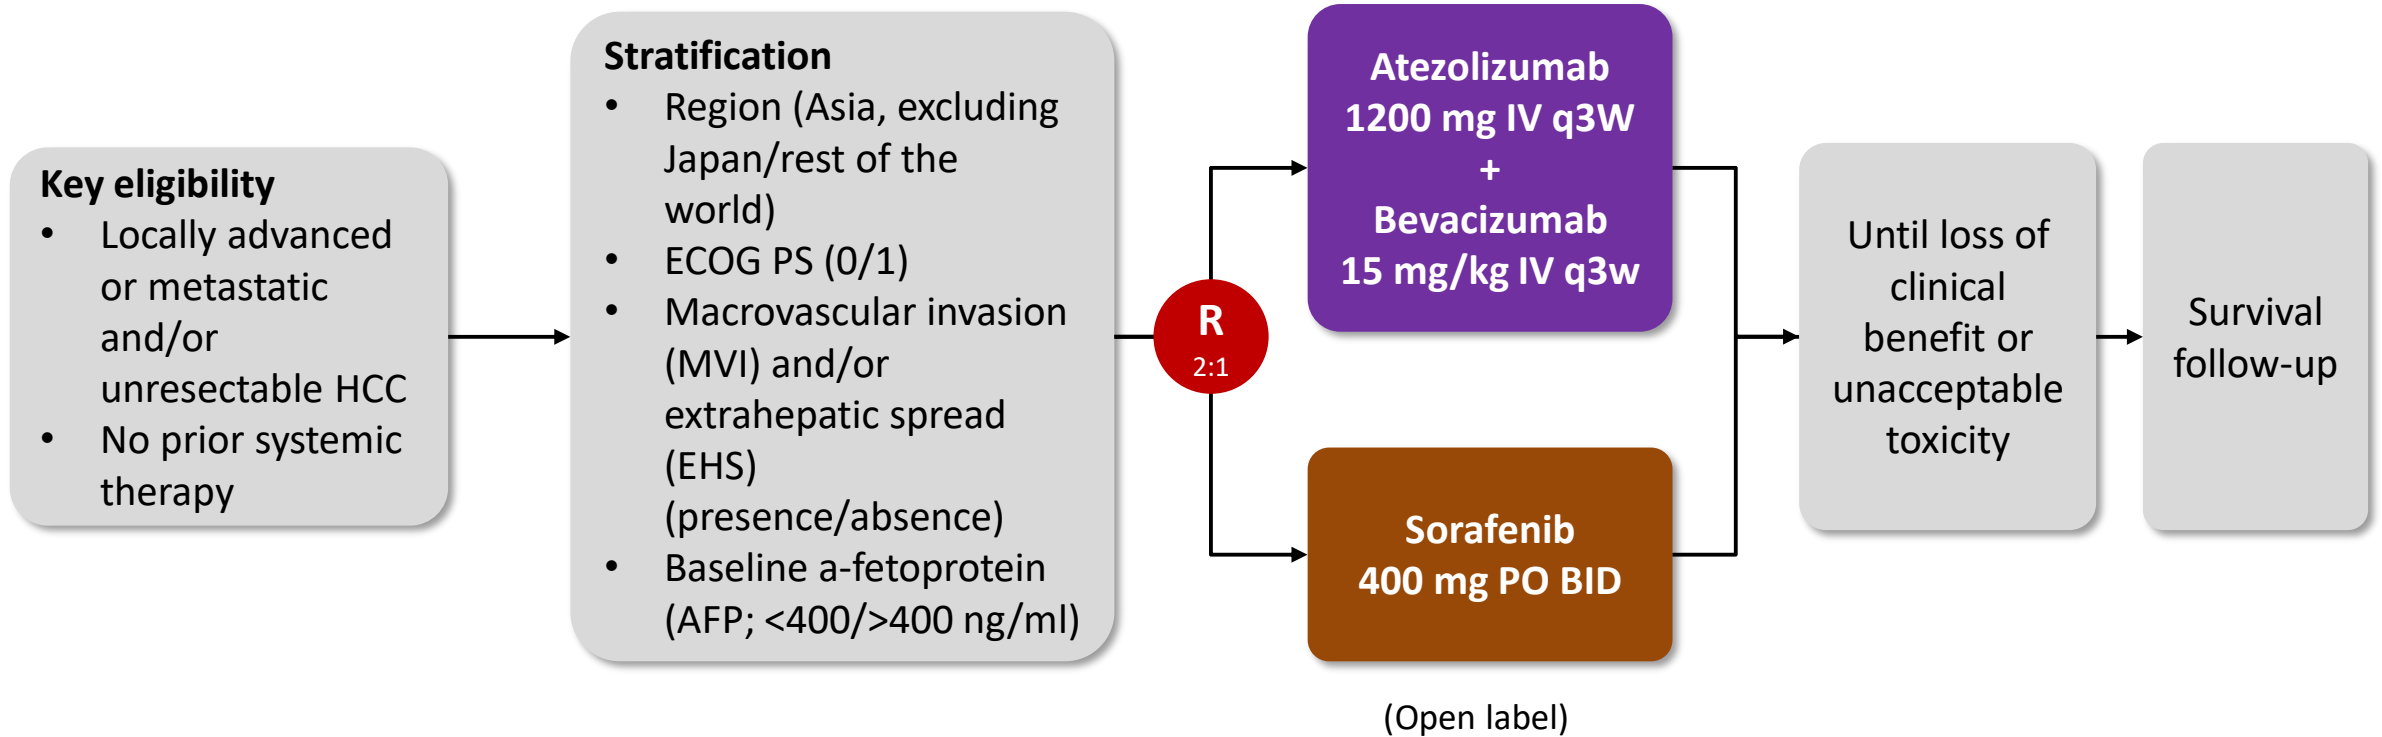 Key eligibility
• Locally advanced
or metastatic
and/or
unresectable HCC
• No prior systemic
therapy
Stratification
• Region (Asia, excluding
Japan/rest of the
world)
• ECOG PS (0/1)
• Macrovascular invasion
(MVI) and/or
extrahepatic spread
(EHS)
(presence/absence)
• Baseline a-fetoprotein
(AFP; <400/>400 ng/ml)
R
2:1
Atezolizumab
1200 mg IV q3W
+
Bevacizumab
15 mg/kg IV q3w
Sorafenib
400 mg PO BID
(Open label)
Until loss of
clinical
benefit or
unacceptable
toxicity
Survival
follow-up